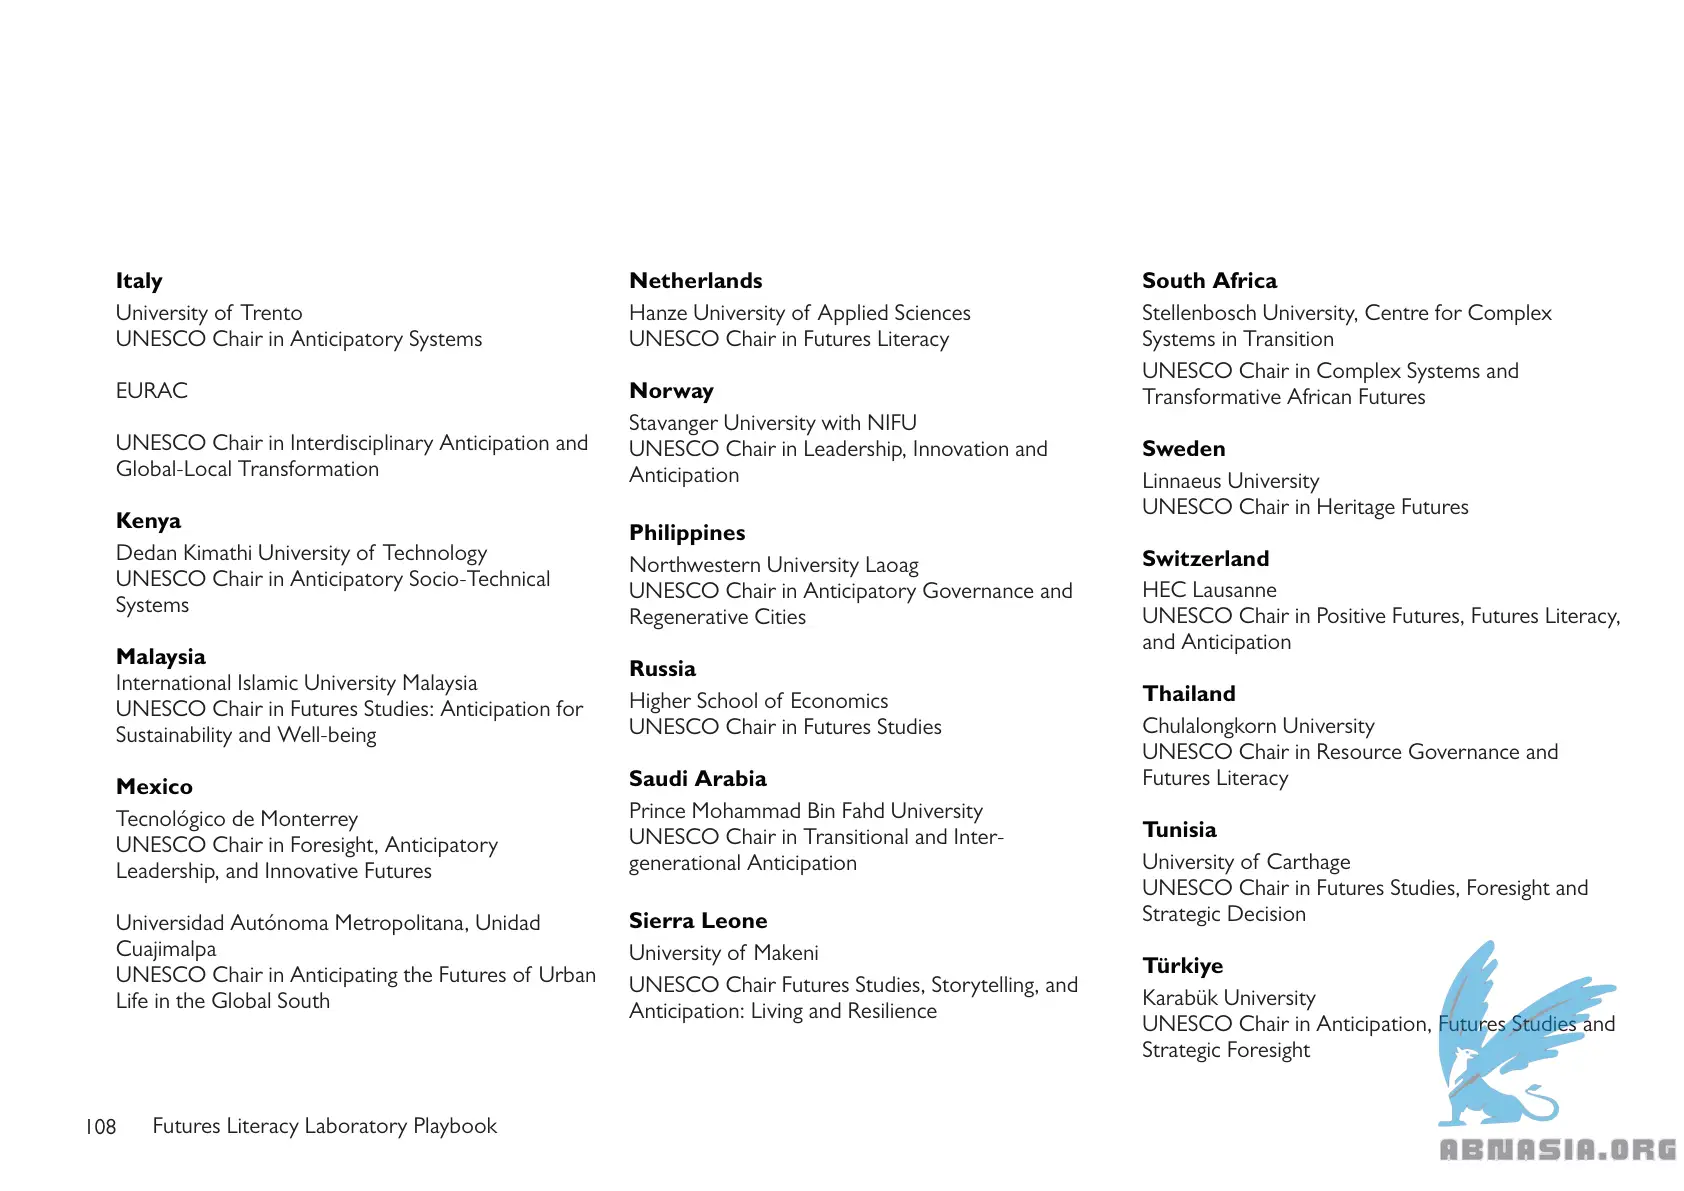 Italy
University of Trento
UNESCO Chair in Anticipatory Systems
EURAC
UNESCO Chair in Interdisciplinary Anticipation and
Global-Local Transformation
Kenya
Dedan Kimathi University of Technology
UNESCO Chair in Anticipatory Socio-Technical
Systems
Malaysia
International Islamic University Malaysia
UNESCO Chair in Futures Studies: Anticipation for
Sustainability and Well-being
Mexico
Tecnológico de Monterrey
UNESCO Chair in Foresight, Anticipatory
Leadership, and Innovative Futures
Universidad Autónoma Metropolitana, Unidad
Cuajimalpa
UNESCO Chair in Anticipating the Futures of Urban
Life in the Global South
Netherlands
Hanze University of Applied Sciences
UNESCO Chair in Futures Literacy
Norway
Stavanger University with NIFU
UNESCO Chair in Leadership, Innovation and
Anticipation
Philippines
Northwestern University Laoag
UNESCO Chair in Anticipatory Governance and
Regenerative Cities
Russia
Higher School of Economics
UNESCO Chair in Futures Studies
Saudi Arabia
Prince Mohammad Bin Fahd University
UNESCO Chair in Transitional and Inter-
generational Anticipation
Sierra Leone
University of Makeni
UNESCO Chair Futures Studies, Storytelling, and
Anticipation: Living and Resilience
South Africa
Stellenbosch University, Centre for Complex
Systems in Transition
UNESCO Chair in Complex Systems and
Transformative African Futures
Sweden
Linnaeus University
UNESCO Chair in Heritage Futures
Switzerland
HEC Lausanne
UNESCO Chair in Positive Futures, Futures Literacy,
and Anticipation
Thailand
Chulalongkorn University
UNESCO Chair in Resource Governance and
Futures Literacy
Tunisia
University of Carthage
UNESCO Chair in Futures Studies, Foresight and
Strategic Decision
Türkiye
Karabük University
UNESCO Chair in Anticipation, Futures Studies and
Strategic Foresight
108 Futures Literacy Laboratory Playbook
ABNASIA.ORG